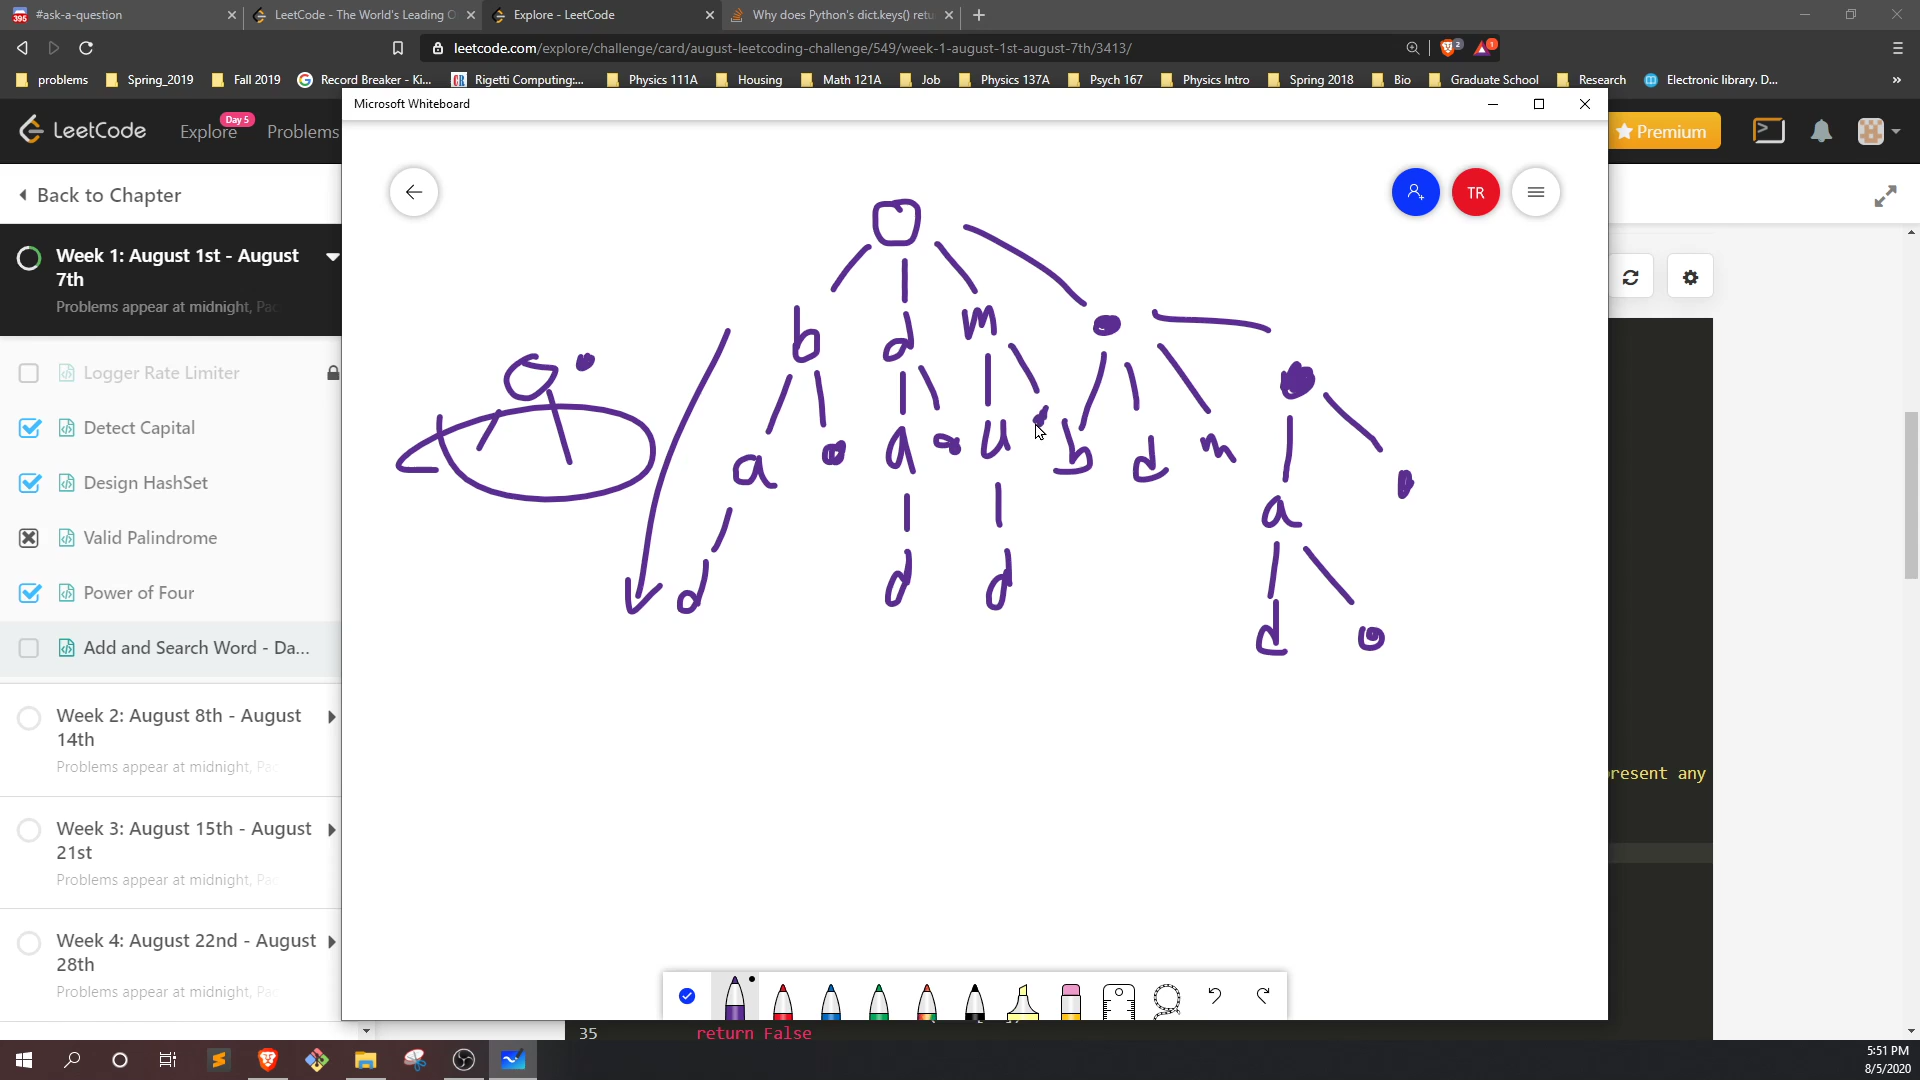 #ask-a-question
LeetCode - The World's Leading O
Explore - LeetCode
Why does Python's dict.keys() retu
leetcode.com/explore/challenge/card/august-leetcoding-challenge/549/week-1-august-1st-august-7th/3413/
2
1
problems
Spring_2019
Fall 2019
Record Breaker - Ki...
Rigetti Computing:...
Physics 111A
Housing
Math 121A
Job
Physics 137A
Psych 167
Physics Intro
Spring 2018
Bio
Graduate School
Research
Electronic library. D...
»
Microsoft Whiteboard
LeetCode
Explore
Day 5
Problems
Premium
TR
Back to Chapter
Week 1: August 1st - August
7th
Problems appear at midnight, Pac
Logger Rate Limiter
Detect Capital
Design HashSet
Valid Palindrome
Power of Four
Add and Search Word - Da...
Week 2: August 8th - August
14th
Problems appear at midnight, Pac
Week 3: August 15th - August
21st
Problems appear at midnight, Pac
Week 4: August 22nd - August
28th
Problems appear at midnight, Pac
b d m
a a u b d m
a
d d d d
present any
35 return False
5:51 PM
8/5/2020